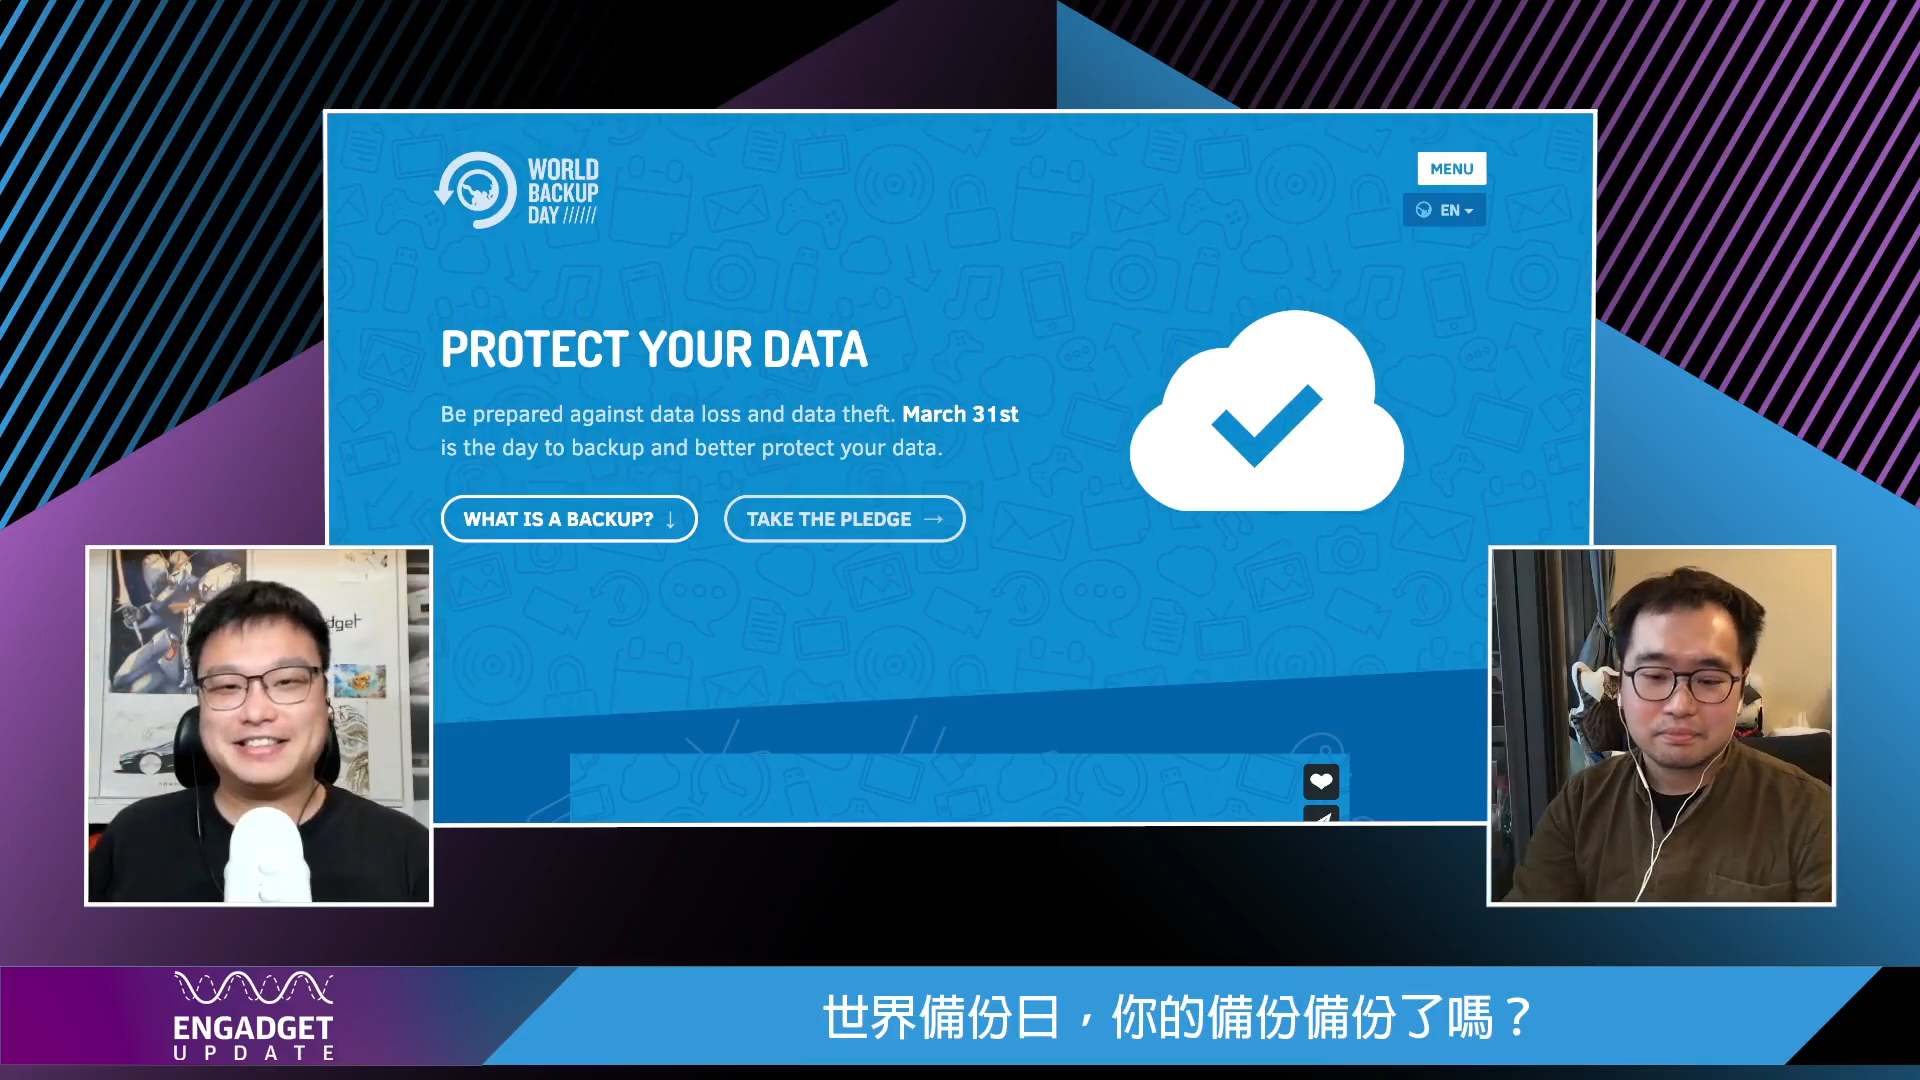 WORLD
BACKUP
DAY //////
MENU
EN
PROTECT YOUR DATA
Be prepared against data loss and data theft. March 31st
is the day to backup and better protect your data.
WHAT IS A BACKUP? ↓
TAKE THE PLEDGE →
dget
ENGADGET
UPDATE
世界備份日，你的備份備份了嗎？